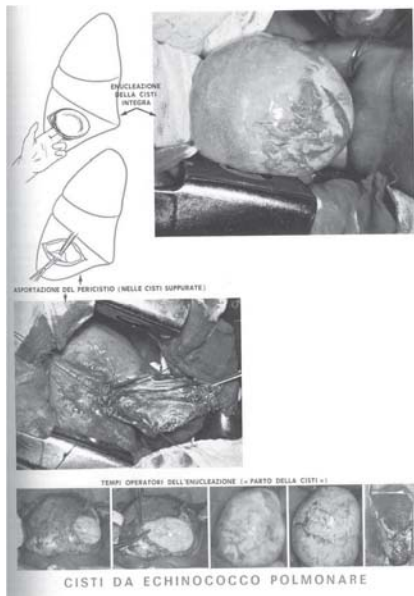 ENUCLEAZIONE
DELLA CISTI
INTEGRA
ASPORTAZIONE DEL PERICISTIO (NELLE CISTI SUPPURATE)
TEMPI OPERATORI DELL'ENUCLEAZIONE (« PARTO DELLA CISTI »)
CISTI DA ECHINOCOCCO POLMONARE